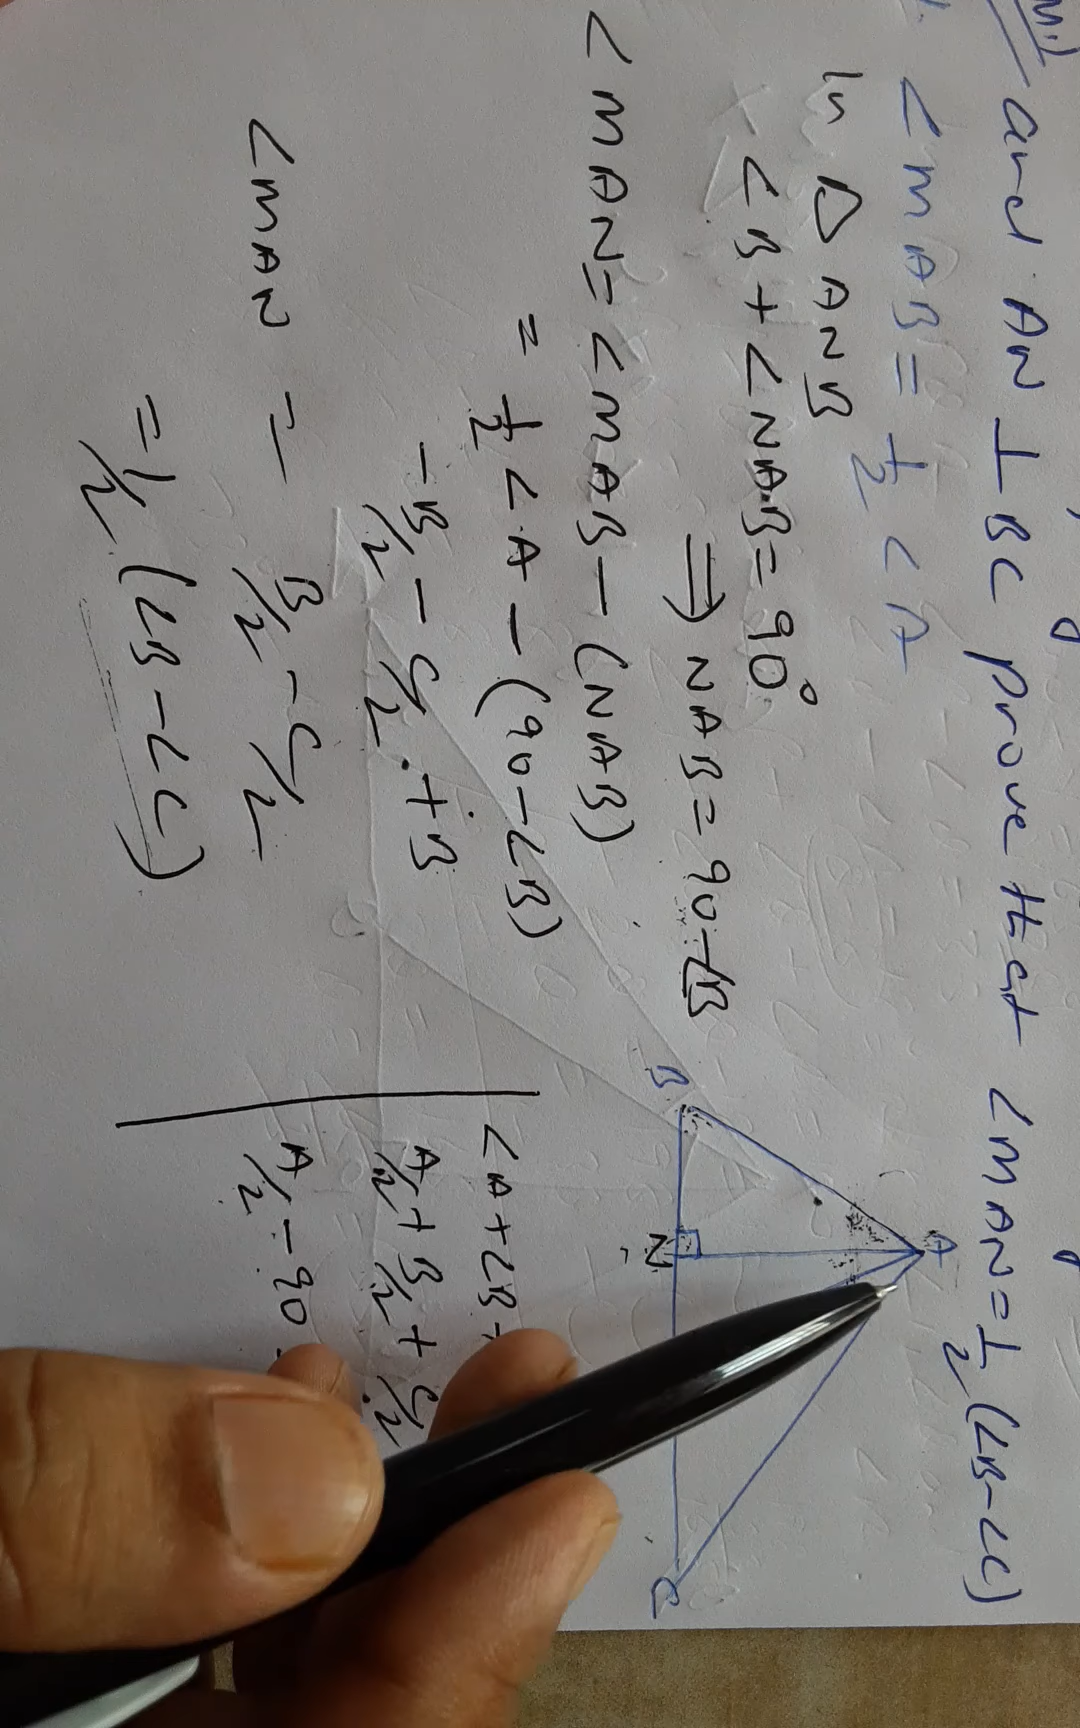 and AN ⊥ BC prove that ∠MAN = 1/2 (∠B - ∠C)
∠MAB = 1/2 ∠A
In △ ANB
∠B + ∠NAB = 90°
⇒ NAB = 90 - ∠B
∠MAN = ∠MAB - (NAB)
= 1/2 ∠A - (90 - ∠B)
- B/2 - C/2 + B
∠MAN = B/2 - C/2
= 1/2 (∠B - ∠C)
A
B
N
C
∠A + ∠B +
A/2 + B/2 + C/2
A/2 - 90